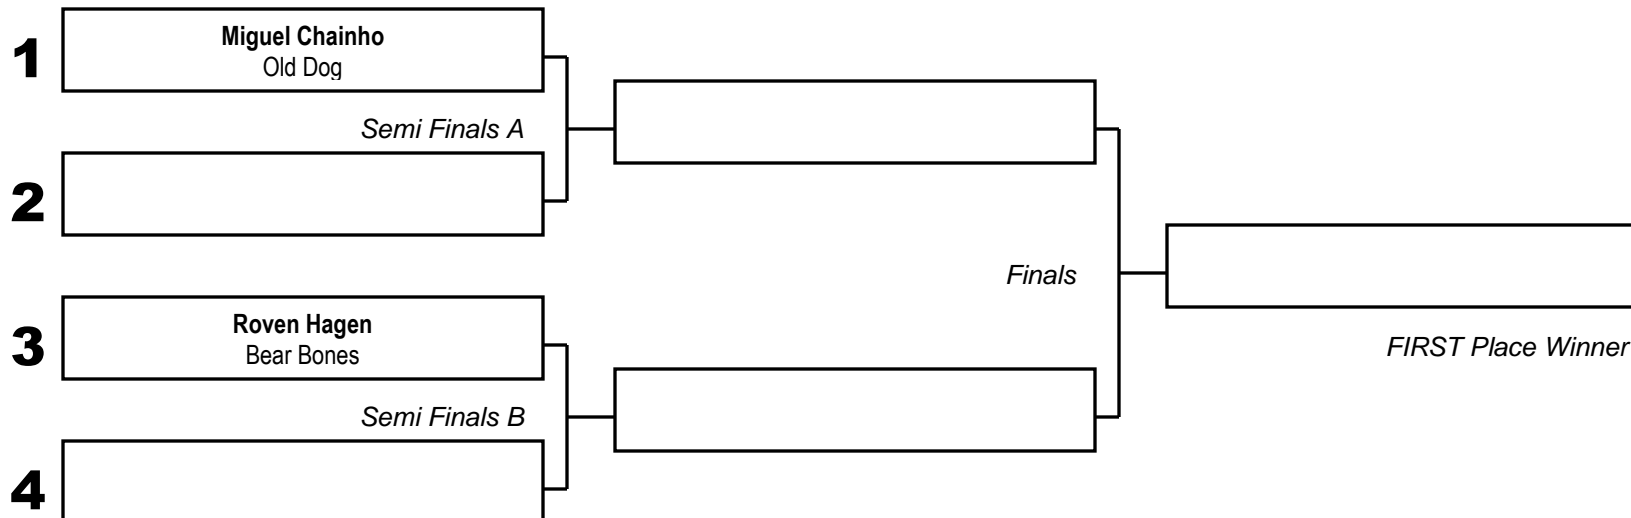 1
Miguel Chainho
Old Dog
Semi Finals A
2
Finals
3
Roven Hagen
Bear Bones
FIRST Place Winner
Semi Finals B
4